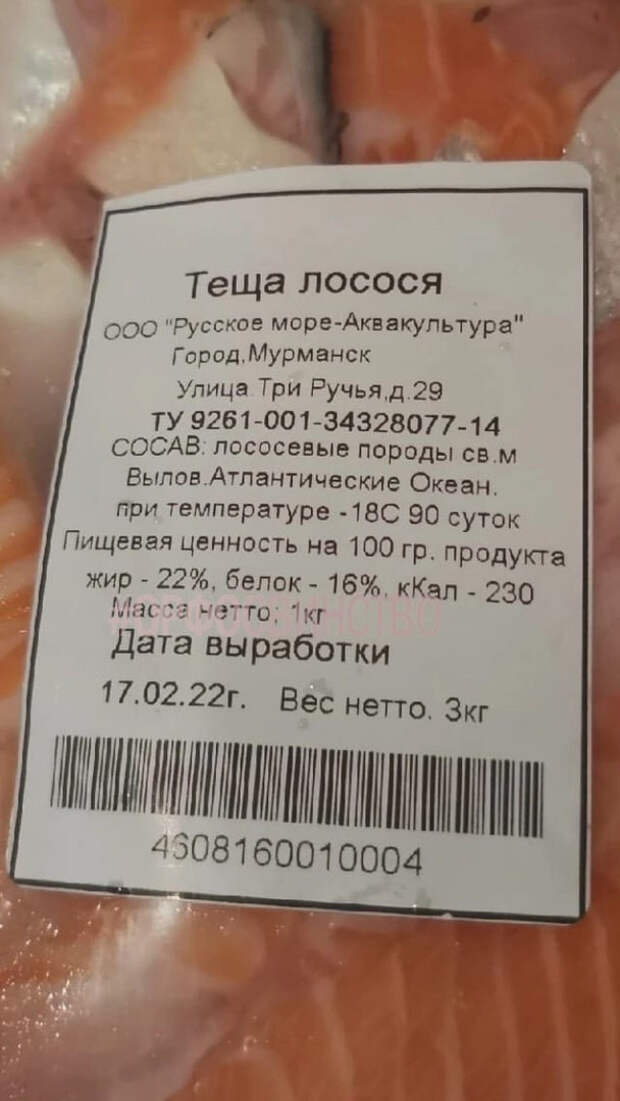 Теща лосося
ООО "Русское море-Аквакультура"
Город,Мурманск
Улица.Три Ручья,д.29
ТУ 9261-001-34328077-14
СОСАВ: лососевые породы св.м
Вылов.Атлантические Океан.
при температуре -18С 90 суток
Пищевая ценность на 100 гр. продукта
жир - 22%, белок - 16%, кКал - 230
Масса нетто: 1кг
Дата выработки
17.02.22г. Вес нетто. 3кг
4608160010004